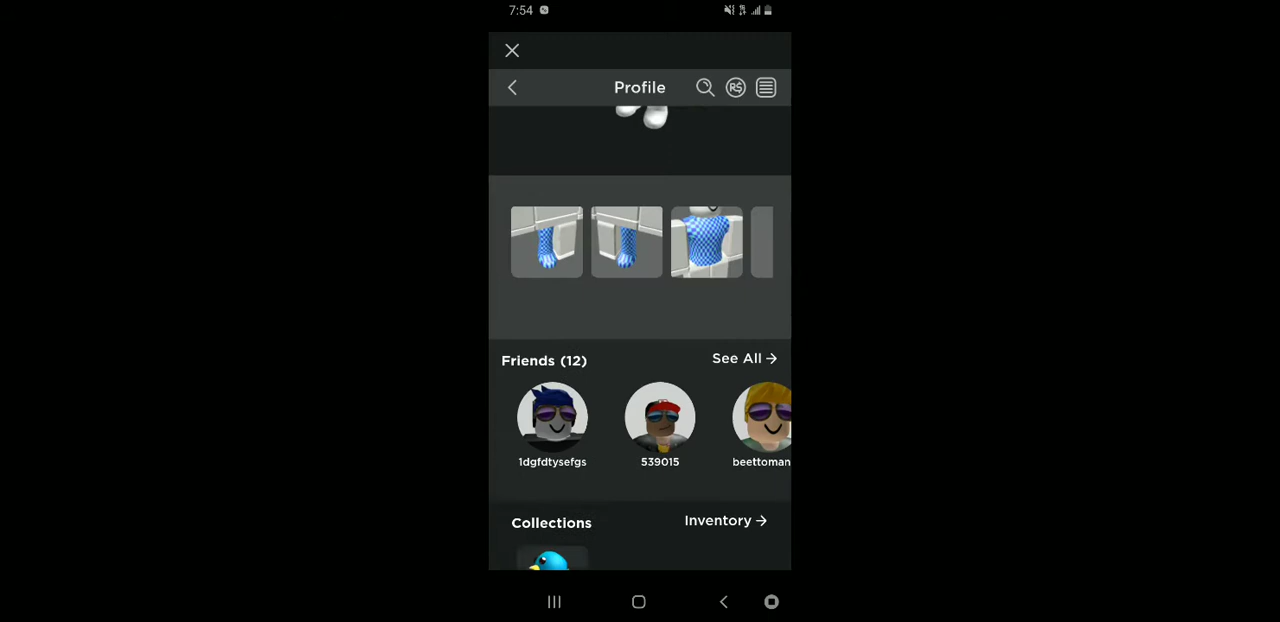 7:54
Profile
R$
Friends (12)
See All →
1dgfdtysefgs
539015
beettoman
Collections
Inventory →